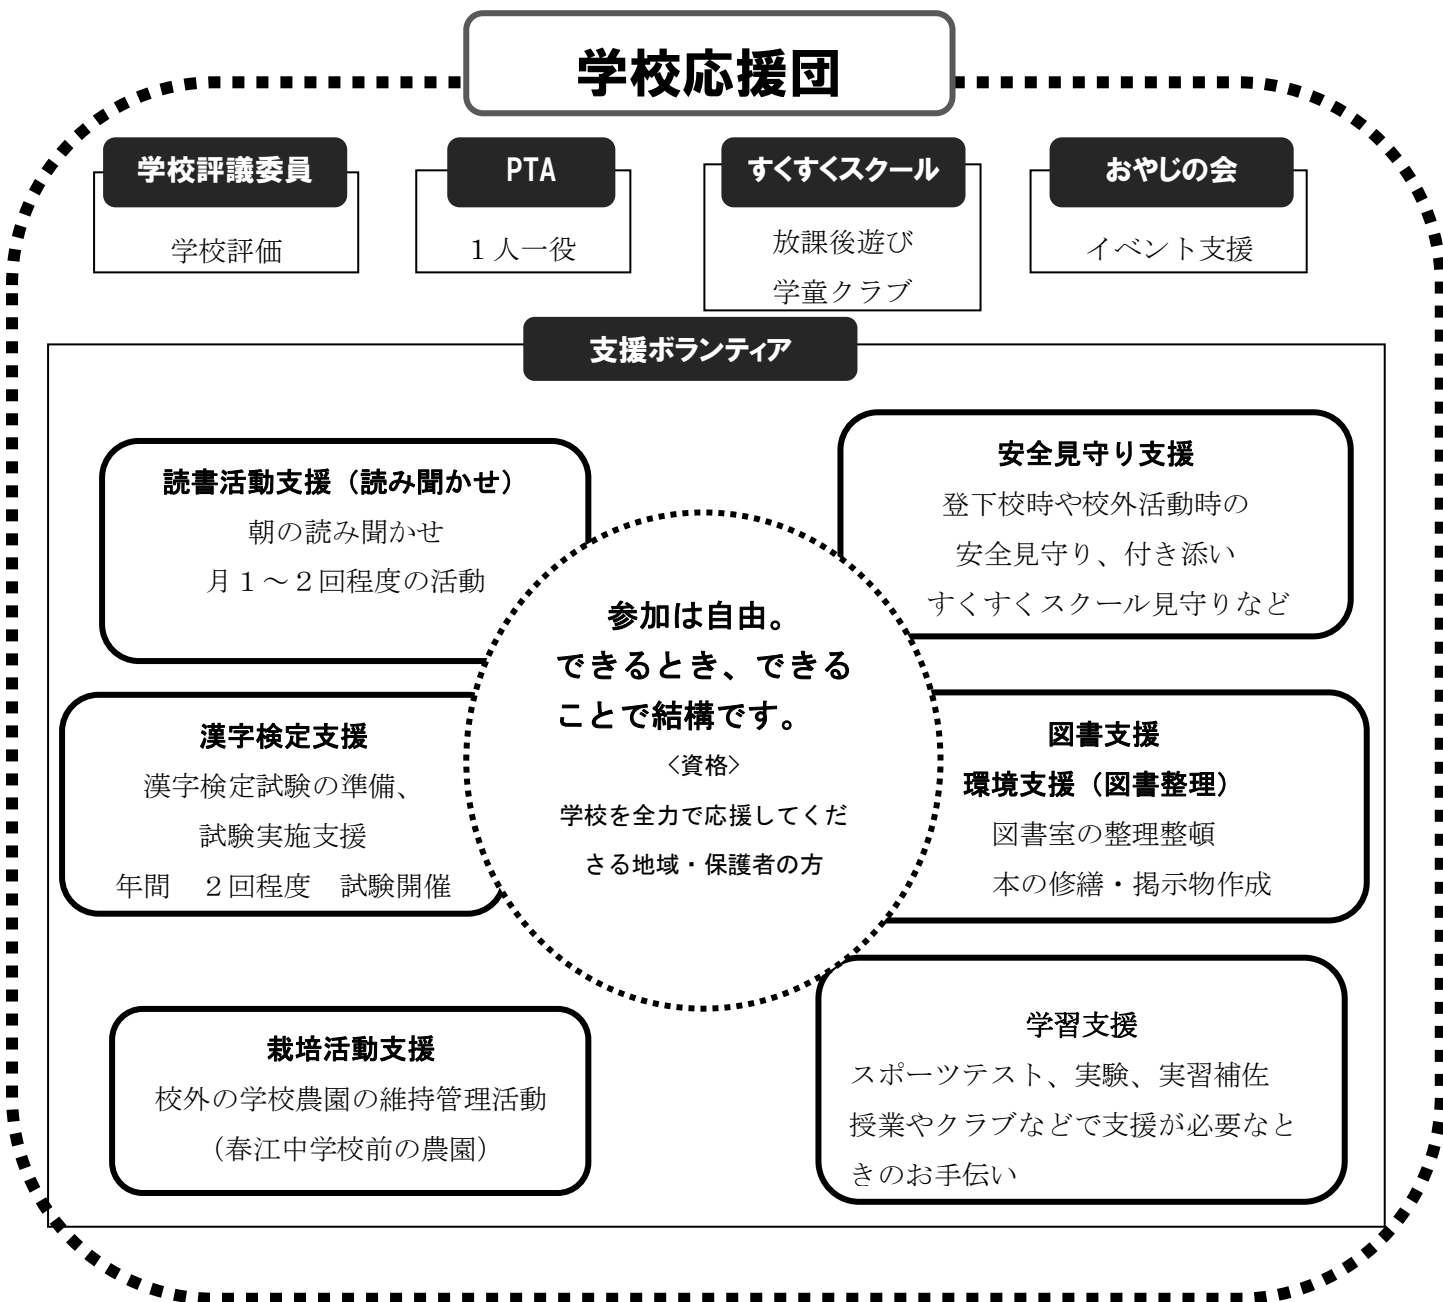 学校応援団
学校評議委員
学校評価
PTA
１人一役
すくすくスクール
放課後遊び
学童クラブ
おやじの会
イベント支援
支援ボランティア
読書活動支援（読み聞かせ）
朝の読み聞かせ
月１～２回程度の活動
安全見守り支援
登下校時や校外活動時の
安全見守り、付き添い
すくすくスクール見守りなど
参加は自由。
できるとき、できる
ことで結構です。
〈資格〉
学校を全力で応援してくだ
さる地域・保護者の方
漢字検定支援
漢字検定試験の準備、
試験実施支援
年間　２回程度　試験開催
図書支援
環境支援（図書整理）
図書室の整理整頓
本の修繕・掲示物作成
栽培活動支援
校外の学校農園の維持管理活動
（春江中学校前の農園）
学習支援
スポーツテスト、実験、実習補佐
授業やクラブなどで支援が必要なと
きのお手伝い